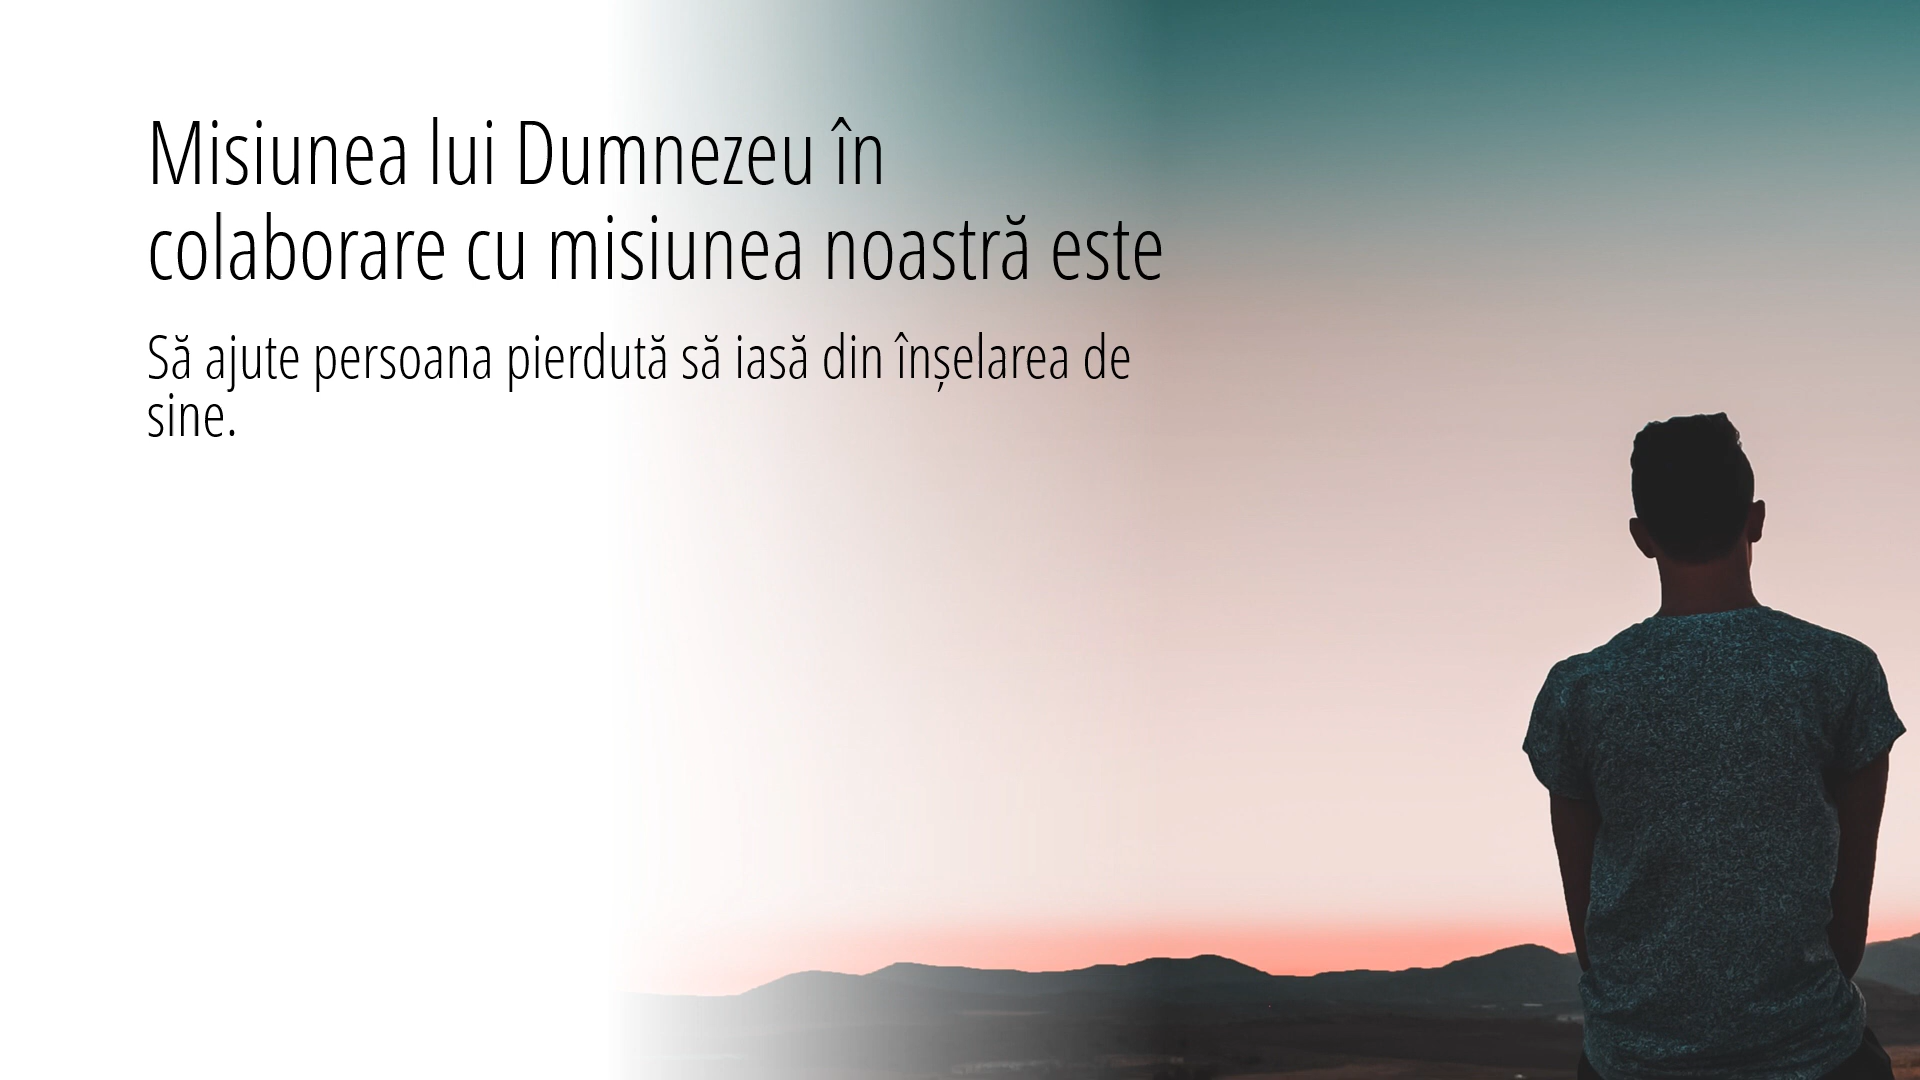 Misiunea lui Dumnezeu în
colaborare cu misiunea noastră este
Să ajute persoana pierdută să iasă din înșelarea de
sine.